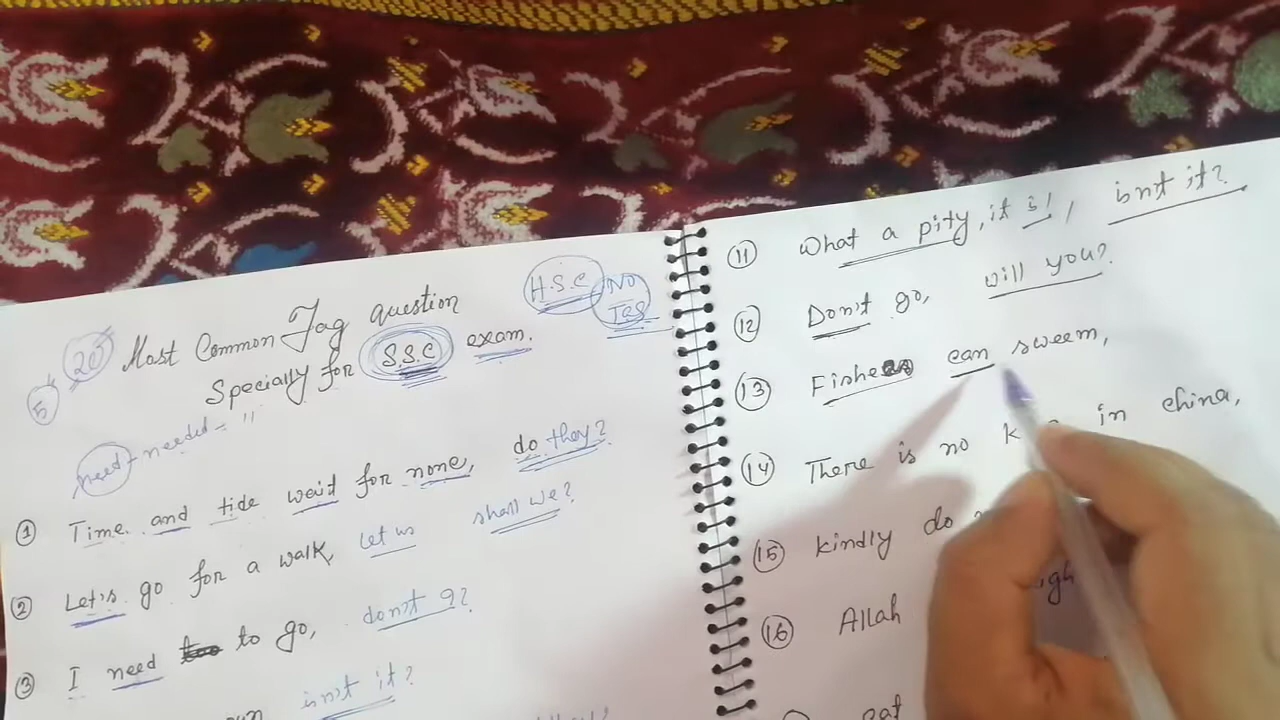 20
Most Common Tag question
H.S.C
No
5
Specially for S.S.C exam.
need - needed - "
① Time and tide wait for none, do they?
② Let's go for a walk, Let us shall we?
③ I need to go, don't I?
isn't it?
⑪ What a pity, it is!, isn't it?
⑫ Don't go, will you?
⑬ Fishes can sweem,
⑭ There is no in china,
⑮ kindly do
⑯ Allah
eat